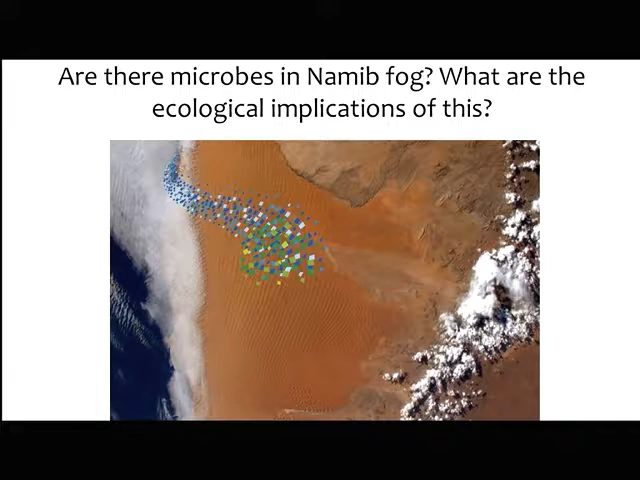 Are there microbes in Namib fog? What are the
ecological implications of this?